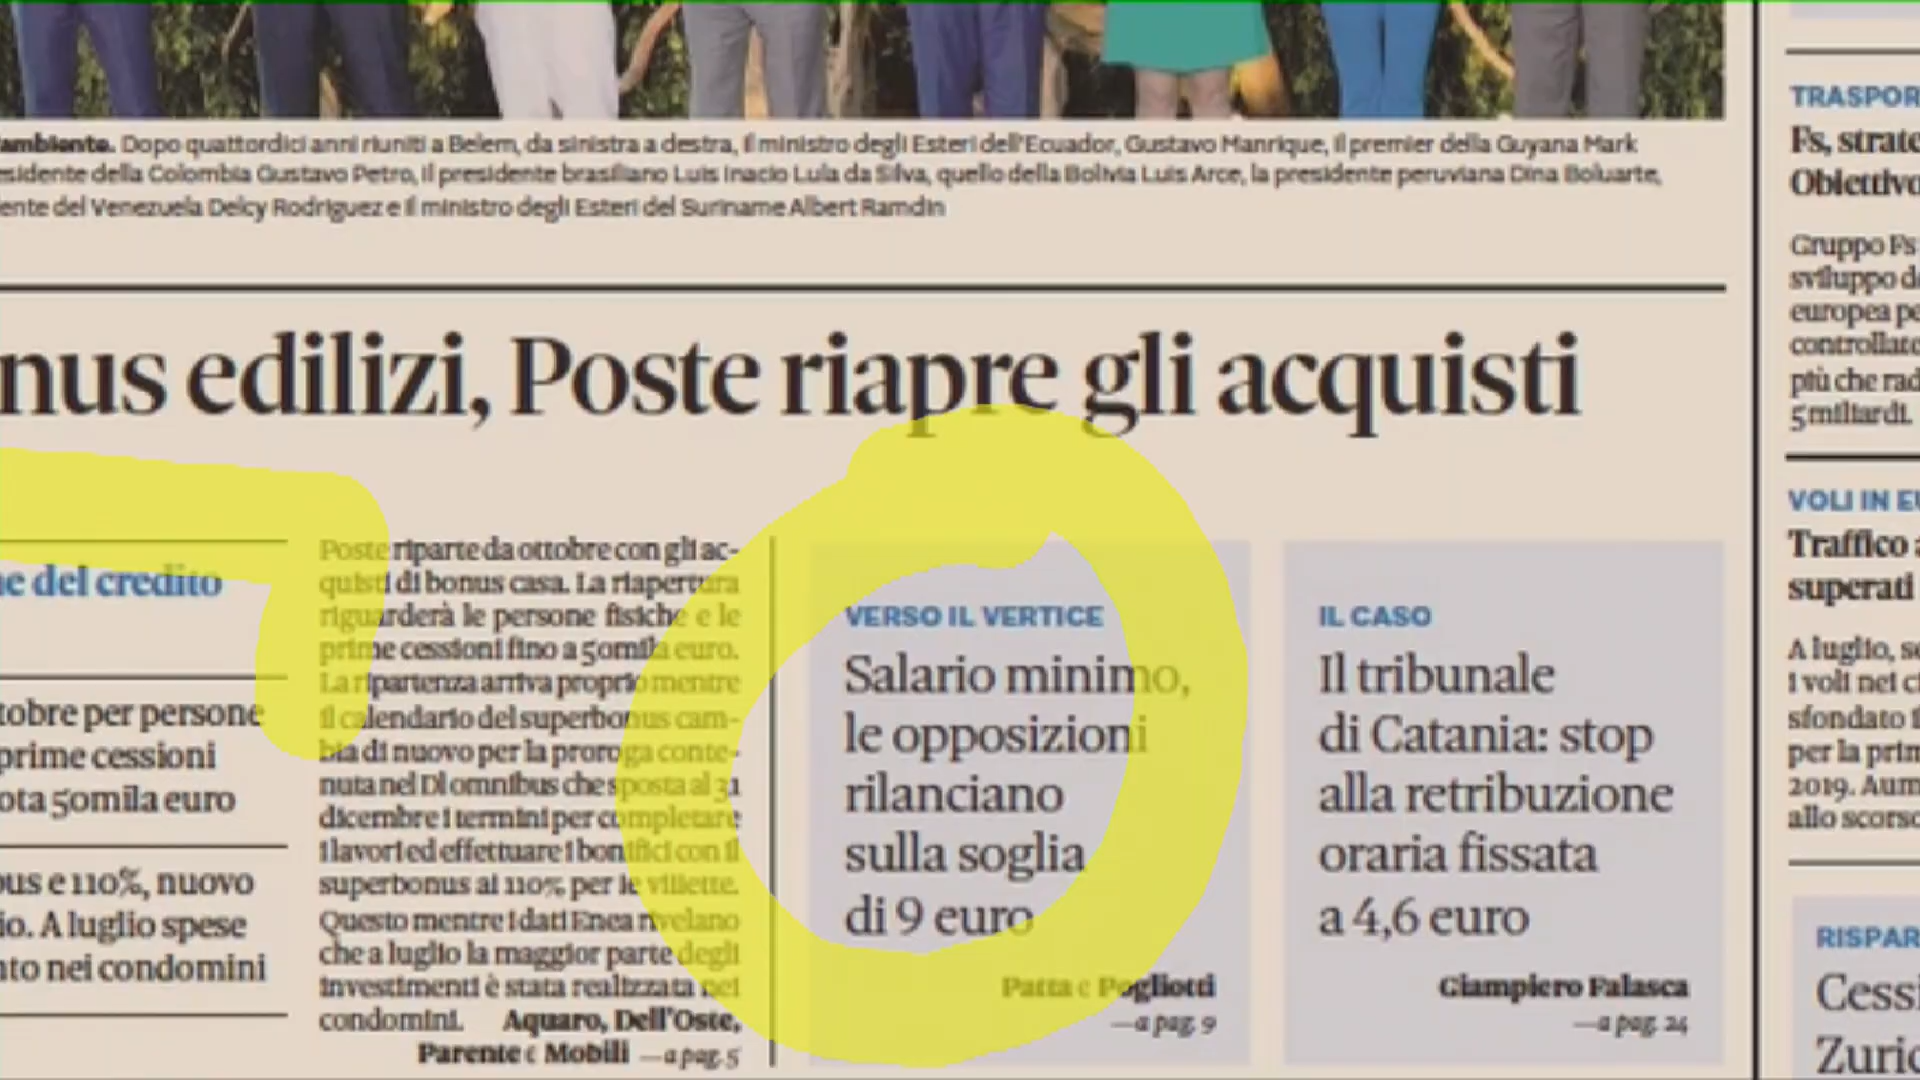 ambiente. Dopo quattordici anni riuniti a Belem, da sinistra a destra, il ministro degli Esteri dell'Ecuador, Gustavo Manrique, il premier della Guyana Mark
esidente della Colombia Gustavo Petro, il presidente brasiliano Luis Inacio Lula da Silva, quello della Bolivia Luis Arce, la presidente peruviana Dina Boluarte,
ente del Venezuela Delcy Rodriguez e il ministro degli Esteri del Suriname Albert Ramdin
nus edilizi, Poste riapre gli acquisti
ne del credito
tobre per persone
prime cessioni
ota 50mila euro
bus e 110%, nuovo
io. A luglio spese
nto nei condomini
Poste riparte da ottobre con gli ac-
quisti di bonus casa. La riapertura
riguarderà le persone fisiche e le
prime cessioni fino a 50mila euro.
La ripartenza arriva proprio mentre
il calendario del superbonus cam-
bia di nuovo per la proroga conte-
nuta nel Dl omnibus che sposta al 31
dicembre i termini per completare
i lavori ed effettuare i bonifici con il
superbonus al 110% per le villette.
Questo mentre i dati Enea rivelano
che a luglio la maggior parte degli
investimenti è stata realizzata nei
condomini. Aquaro, Dell'Oste,
Parente e Mobili —a pag. 5
VERSO IL VERTICE
Salario minimo,
le opposizioni
rilanciano
sulla soglia
di 9 euro
Patta e Pogliotti
—a pag. 9
IL CASO
Il tribunale
di Catania: stop
alla retribuzione
oraria fissata
a 4,6 euro
Giampiero Falasca
—a pag. 24
TRASPOR
Fs, strate
Obiettivo
Gruppo Fs
sviluppo de
europea pe
controllate
più che rad
5 miliardi.
VOLI IN EU
Traffico a
superati
A luglio, se
i voli nei ci
sfondato i
per la prim
2019. Aum
allo scorso
RISPAR
Cessi
Zuric